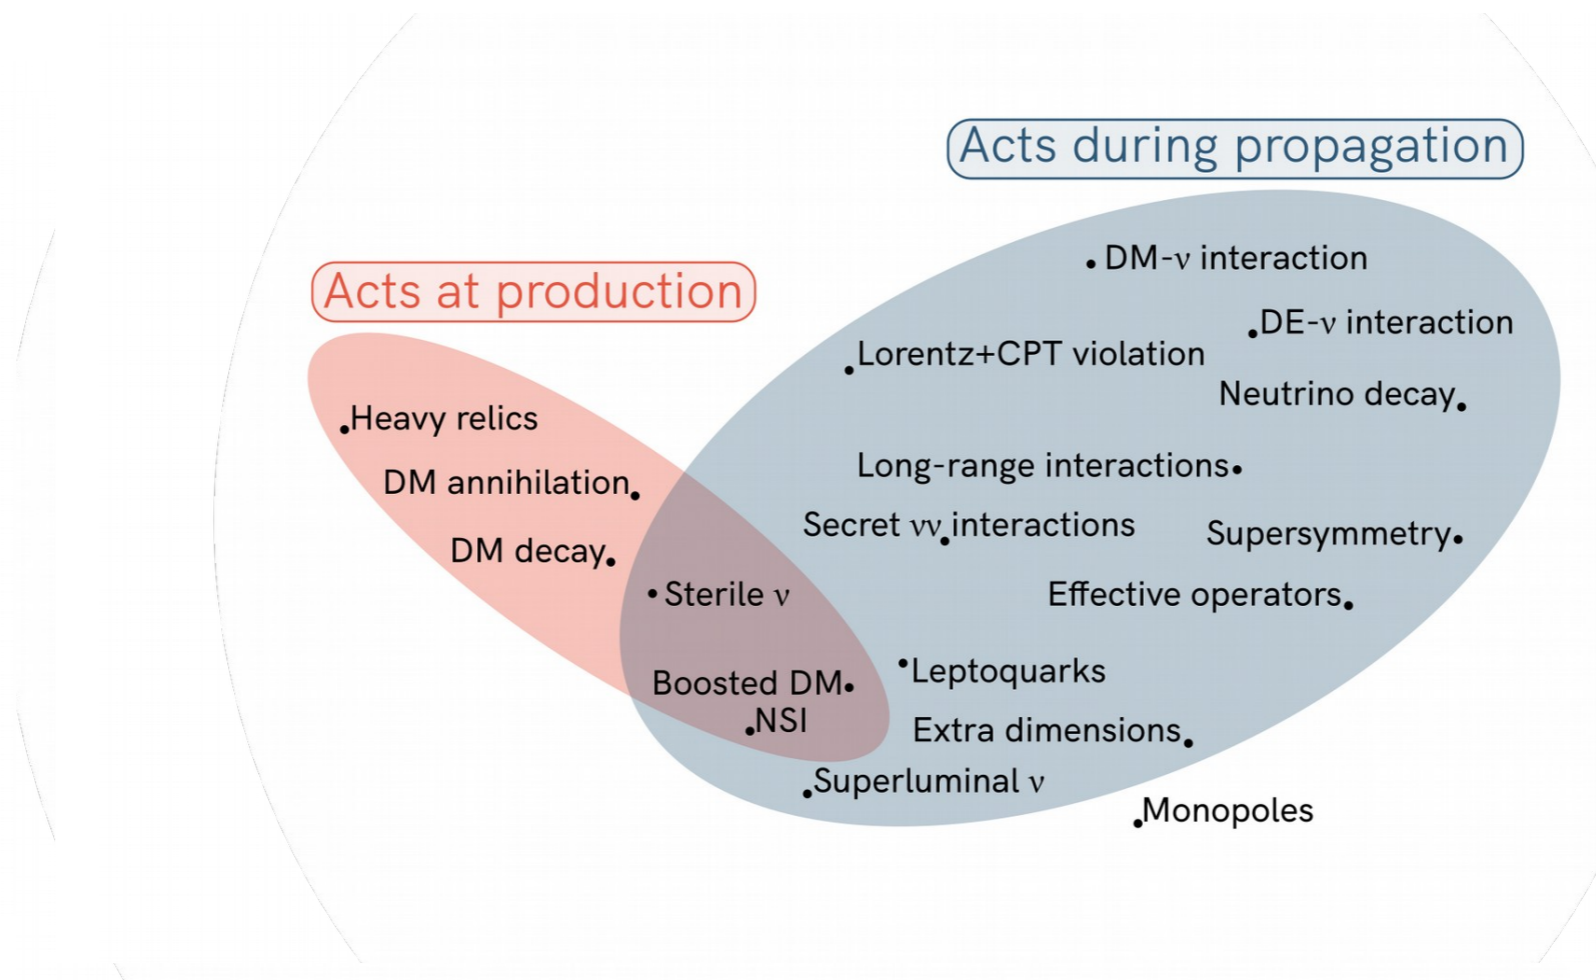 Acts during propagation
DM-ν interaction
Acts at production
DE-ν interaction
Lorentz+CPT violation
Neutrino decay
Heavy relics
Long-range interactions
DM annihilation
Secret νν interactions
Supersymmetry
DM decay
Sterile ν
Effective operators
Leptoquarks
Boosted DM
NSI
Extra dimensions
Superluminal ν
Monopoles